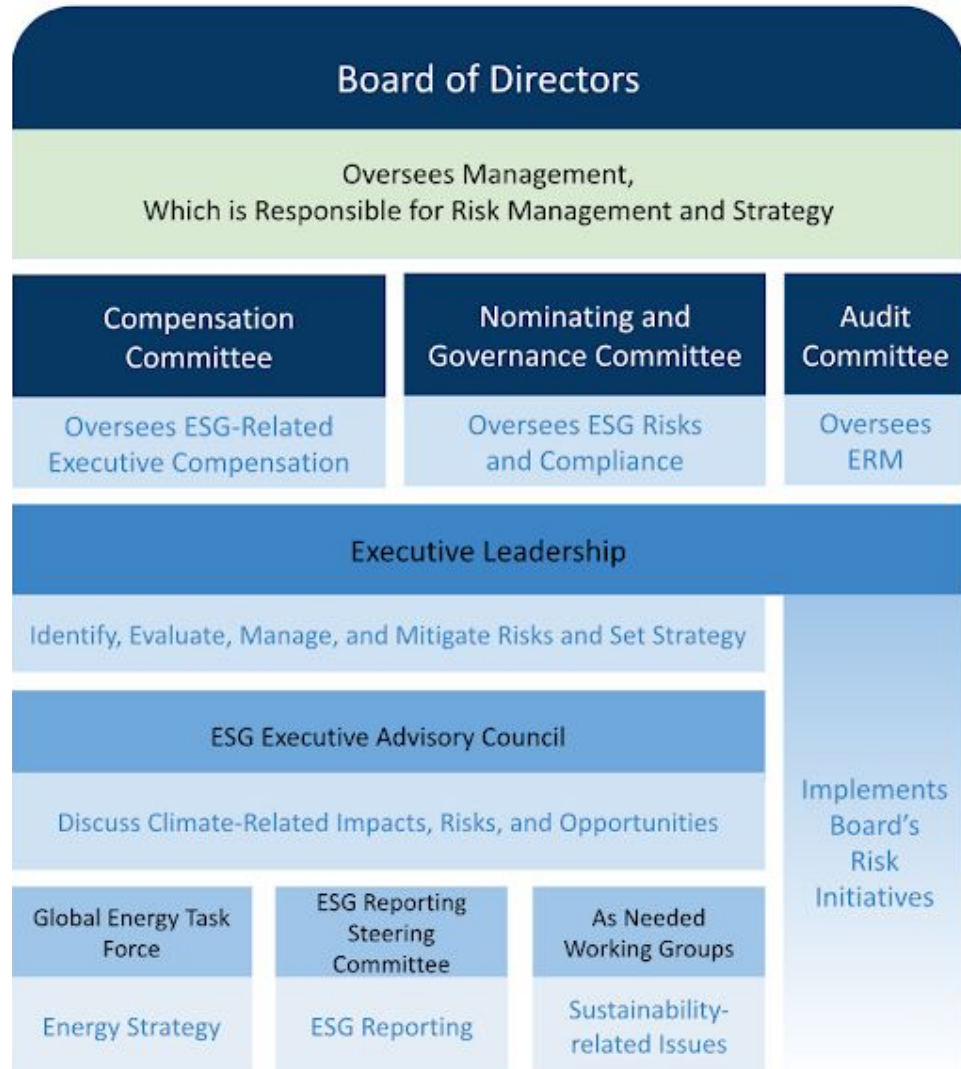 Board of Directors
Oversees Management,
Which is Responsible for Risk Management and Strategy
Compensation
Committee
Oversees ESG-Related
Executive Compensation
Nominating and
Governance Committee
Oversees ESG Risks
and Compliance
Audit
Committee
Oversees
ERM
Executive Leadership
Identify, Evaluate, Manage, and Mitigate Risks and Set Strategy
ESG Executive Advisory Council
Discuss Climate-Related Impacts, Risks, and Opportunities
Global Energy Task
Force
Energy Strategy
ESG Reporting
Steering
Committee
ESG Reporting
As Needed
Working Groups
Sustainability-
related Issues
Implements
Board's
Risk
Initiatives